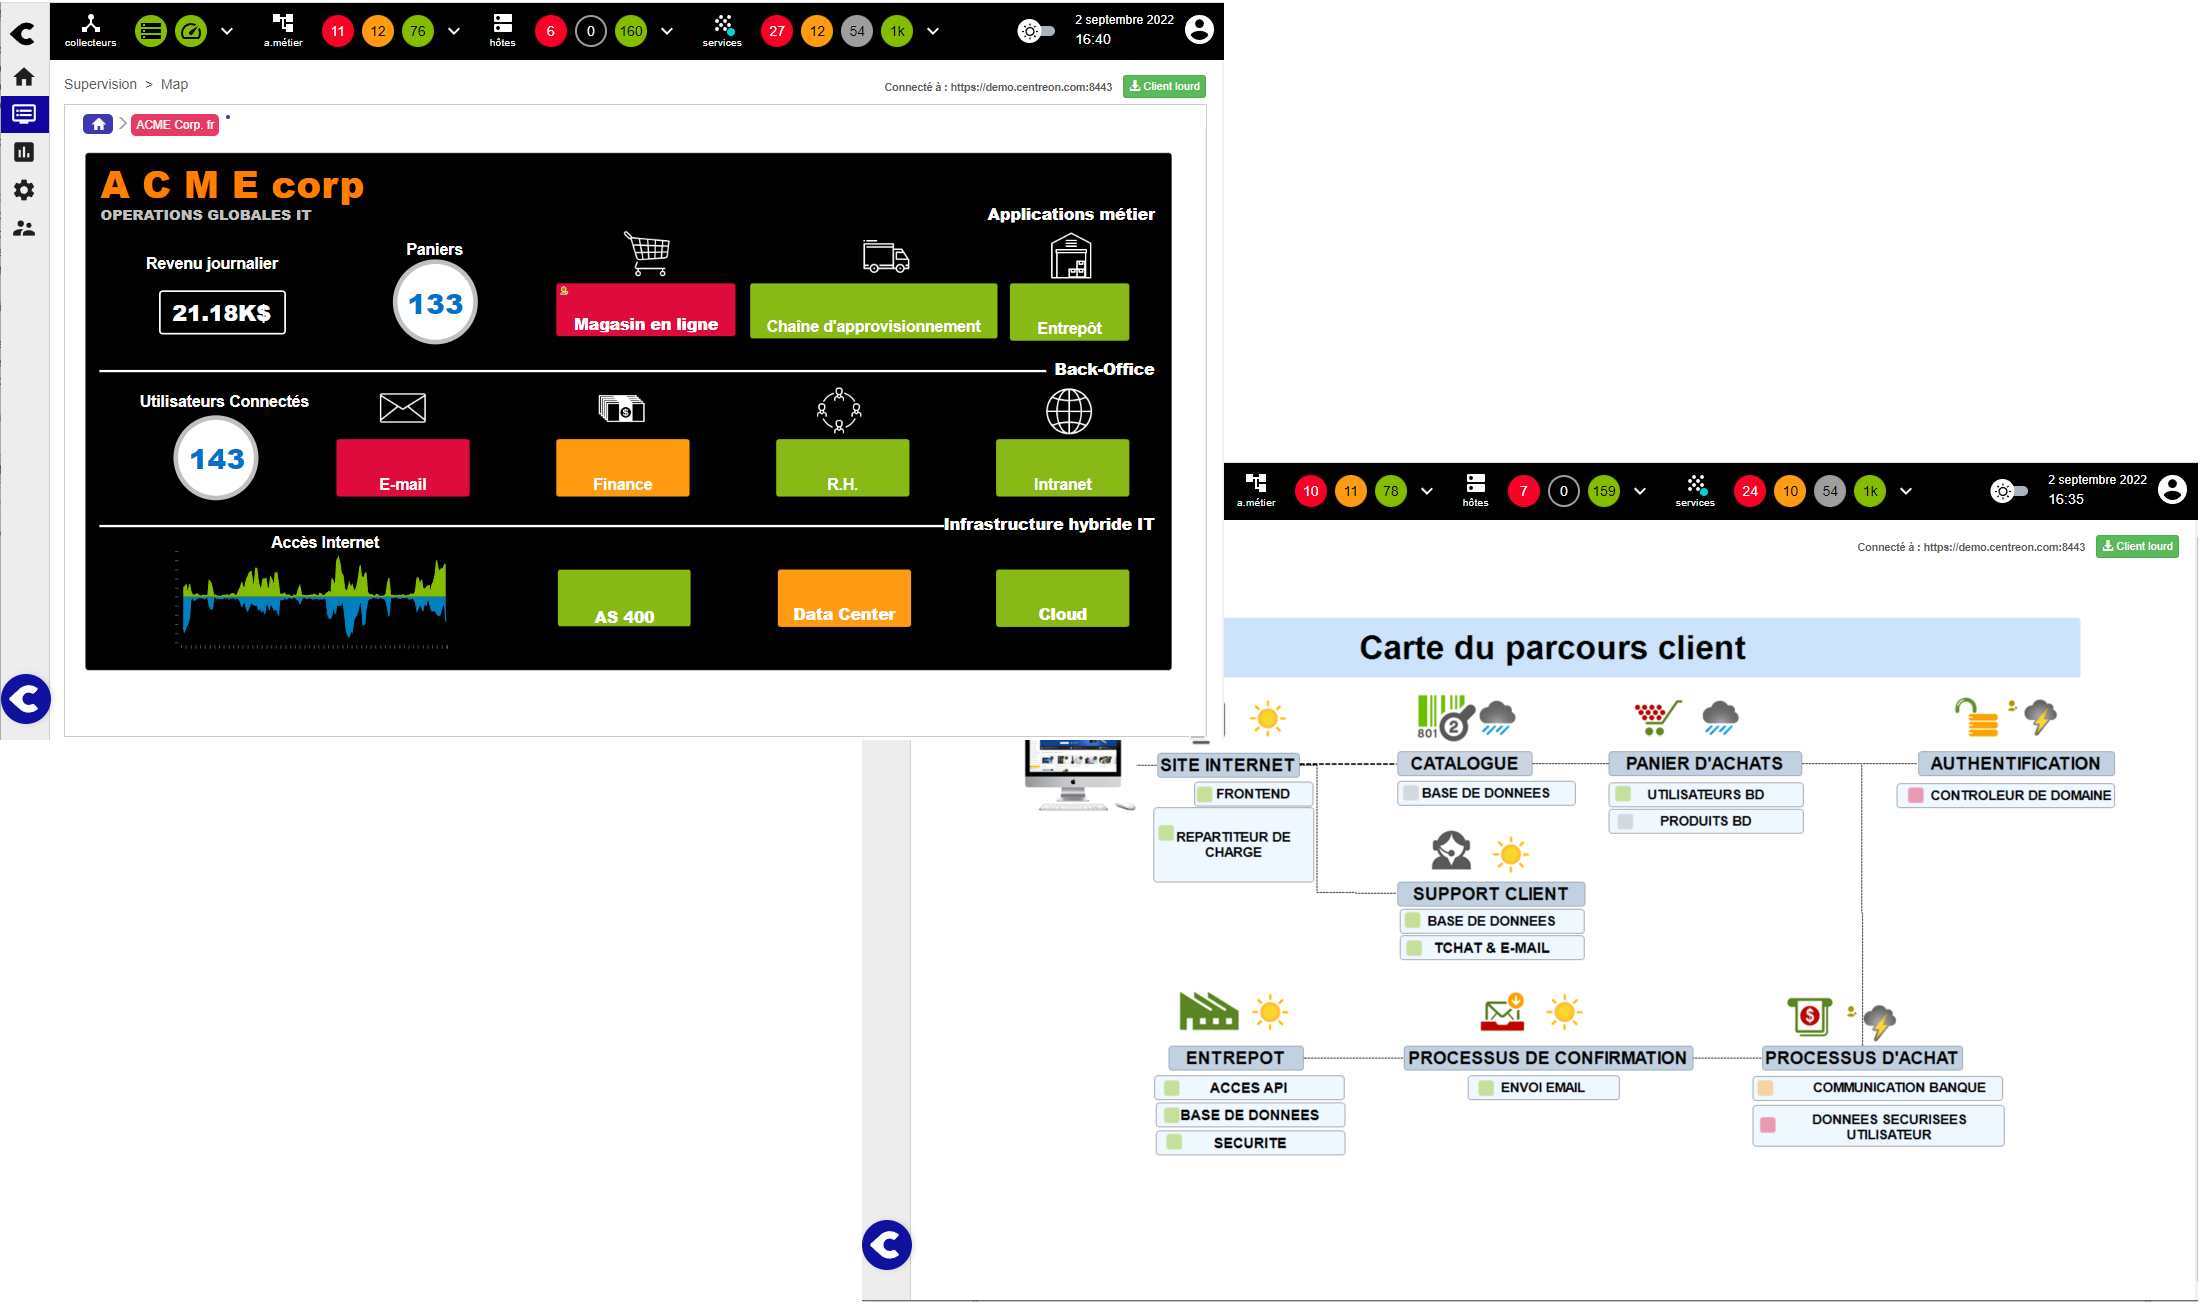 collecteurs
a.métier
11
12
76
hôtes
6
0
160
services
27
12
54
1k
2 septembre 2022
16:40
Supervision > Map
Connecté à : https://demo.centreon.com:8443
Client lourd
ACME Corp. fr
A C M E corp
OPERATIONS GLOBALES IT
Applications métier
Revenu journalier
21.18K$
Paniers
133
Magasin en ligne
Chaîne d'approvisionnement
Entrepôt
Back-Office
Utilisateurs Connectés
143
E-mail
Finance
R.H.
Intranet
Infrastructure hybride IT
Accès Internet
AS 400
Data Center
Cloud
a.métier
10
11
78
hôtes
7
0
159
services
24
10
54
1k
2 septembre 2022
16:35
Connecté à : https://demo.centreon.com:8443
Client lourd
Carte du parcours client
801
2
SITE INTERNET
FRONTEND
REPARTITEUR DE
CHARGE
CATALOGUE
BASE DE DONNEES
PANIER D'ACHATS
UTILISATEURS BD
PRODUITS BD
AUTHENTIFICATION
CONTROLEUR DE DOMAINE
SUPPORT CLIENT
BASE DE DONNEES
TCHAT & E-MAIL
ENTREPOT
ACCES API
BASE DE DONNEES
SECURITE
PROCESSUS DE CONFIRMATION
ENVOI EMAIL
PROCESSUS D'ACHAT
COMMUNICATION BANQUE
DONNEES SECURISEES
UTILISATEUR